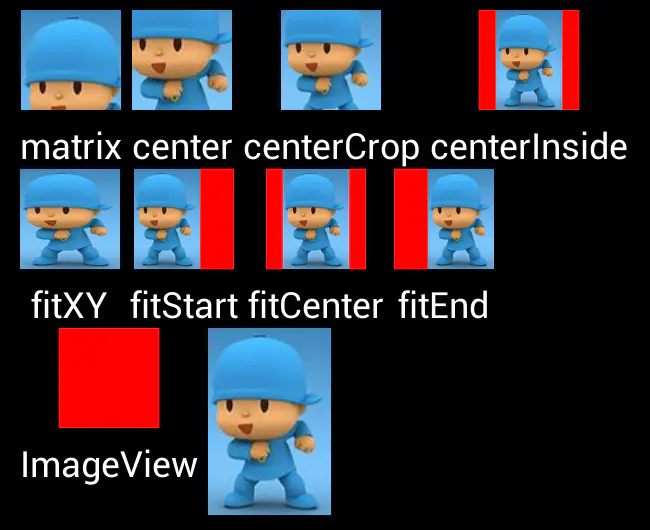 matrix center centerCrop centerInside
fitXY fitStart fitCenter fitEnd
ImageView